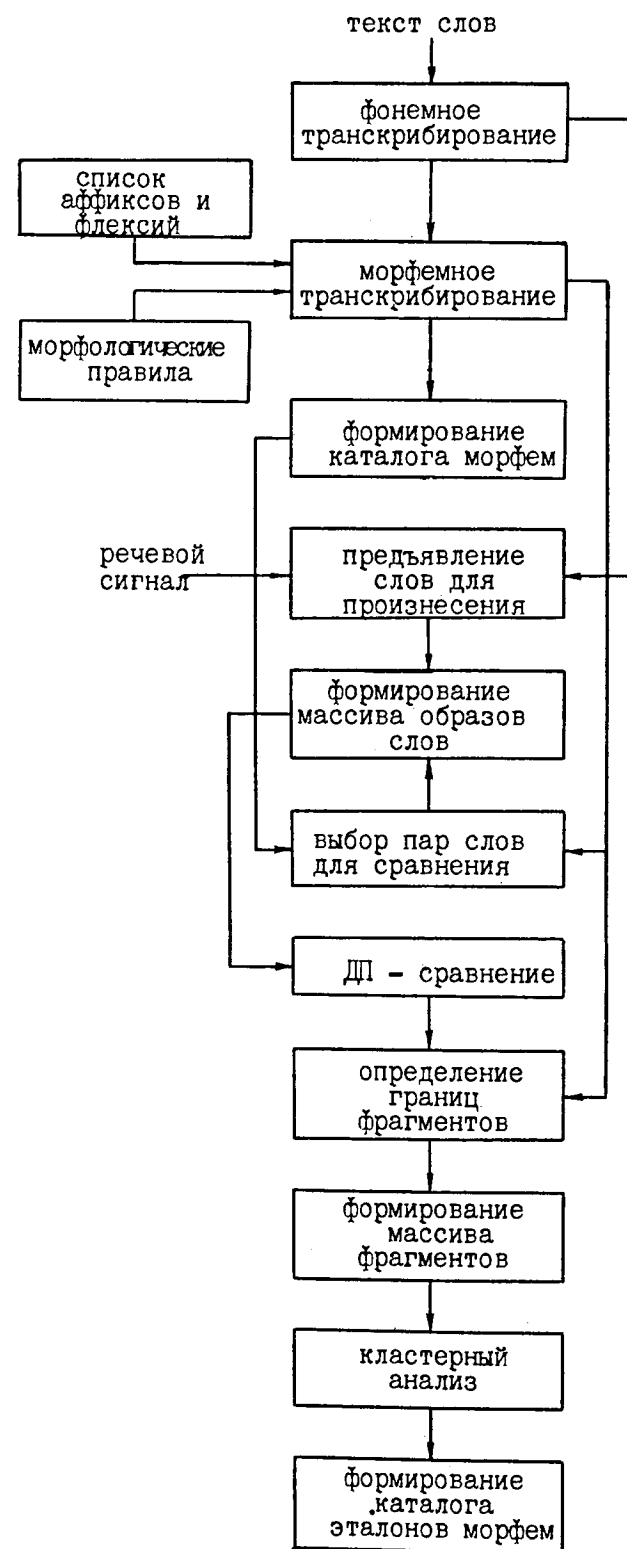 текст слов
фонемное
транскрибирование
список
аффиксов и
флексий
морфемное
транскрибирование
морфологические
правила
формирование
каталога морфем
речевой
сигнал
предъявление
слов для
произнесения
формирование
массива образов
слов
выбор пар слов
для сравнения
ДП - сравнение
определение
границ
фрагментов
формирование
массива
фрагментов
кластерный
анализ
формирование
каталога
эталонов морфем